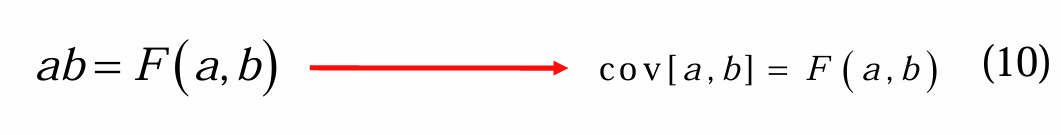 ab = F(a,b) → cov[a,b] = F(a,b) (10)